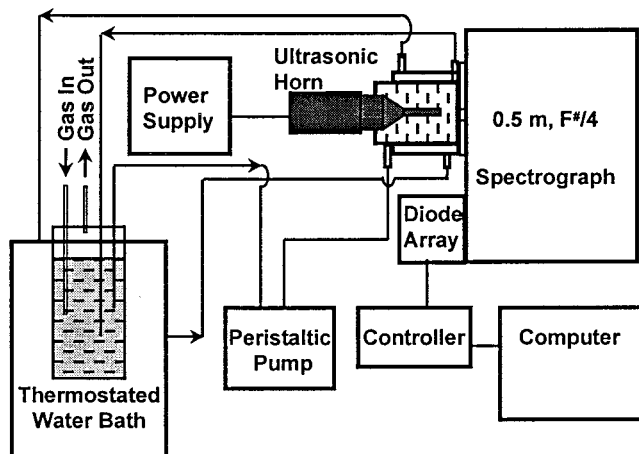 Ultrasonic
Horn
Power
Supply
Gas In
Gas Out
0.5 m, F#/4
Spectrograph
Diode
Array
Peristaltic
Pump
Controller
Computer
Thermostated
Water Bath